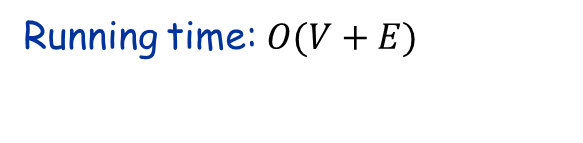 Running time: O(V + E)